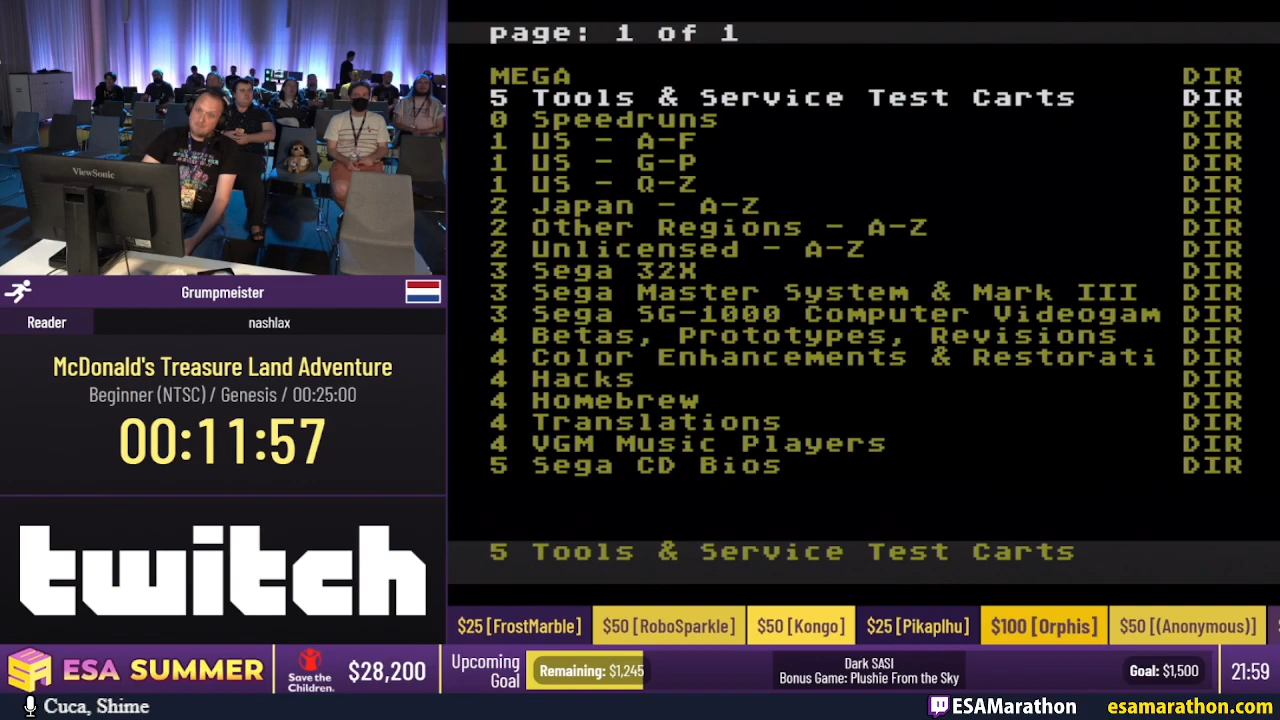 page: 1 of 1
MEGA DIR
5 Tools & Service Test Carts DIR
0 Speedruns DIR
1 US - A-F DIR
1 US - G-P DIR
1 US - Q-Z DIR
2 Japan - A-Z DIR
2 Other Regions - A-Z DIR
2 Unlicensed - A-Z DIR
3 Sega 32X DIR
3 Sega Master System & Mark III DIR
3 Sega SG-1000 Computer Videogam DIR
4 Betas, Prototypes, Revisions DIR
4 Color Enhancements & Restorati DIR
4 Hacks DIR
4 Homebrew DIR
4 Translations DIR
4 VGM Music Players DIR
5 Sega CD Bios DIR
5 Tools & Service Test Carts
ViewSonic
Grumpmeister
Reader nashlax
McDonald's Treasure Land Adventure
Beginner (NTSC) / Genesis / 00:25:00
00:11:57
twitch
$25 [FrostMarble] $50 [RoboSparkle] $50 [Kongo] $25 [Pikaplhu] $100 [Orphis] $50 [(Anonymous)]
ESA SUMMER
Save the
Children.
$28,200
Upcoming
Goal
Remaining: $1,245
Dark SASI
Bonus Game: Plushie From the Sky
Goal: $1,500
21:59
Cuca, Shime
ESAMarathon esamarathon.com